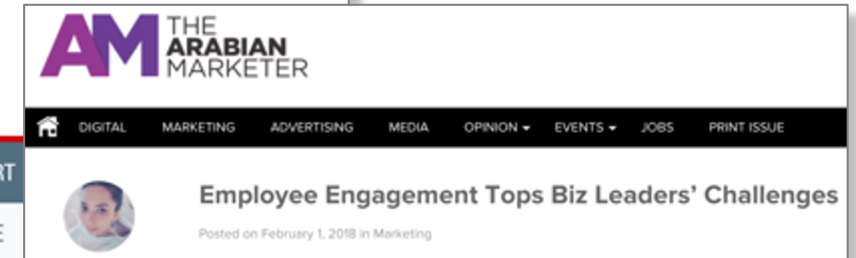 AM THE
ARABIAN
MARKETER
DIGITAL MARKETING ADVERTISING MEDIA OPINION EVENTS JOBS PRINT ISSUE
RT
Employee Engagement Tops Biz Leaders’ Challenges
E
Posted on February 1, 2018 in Marketing